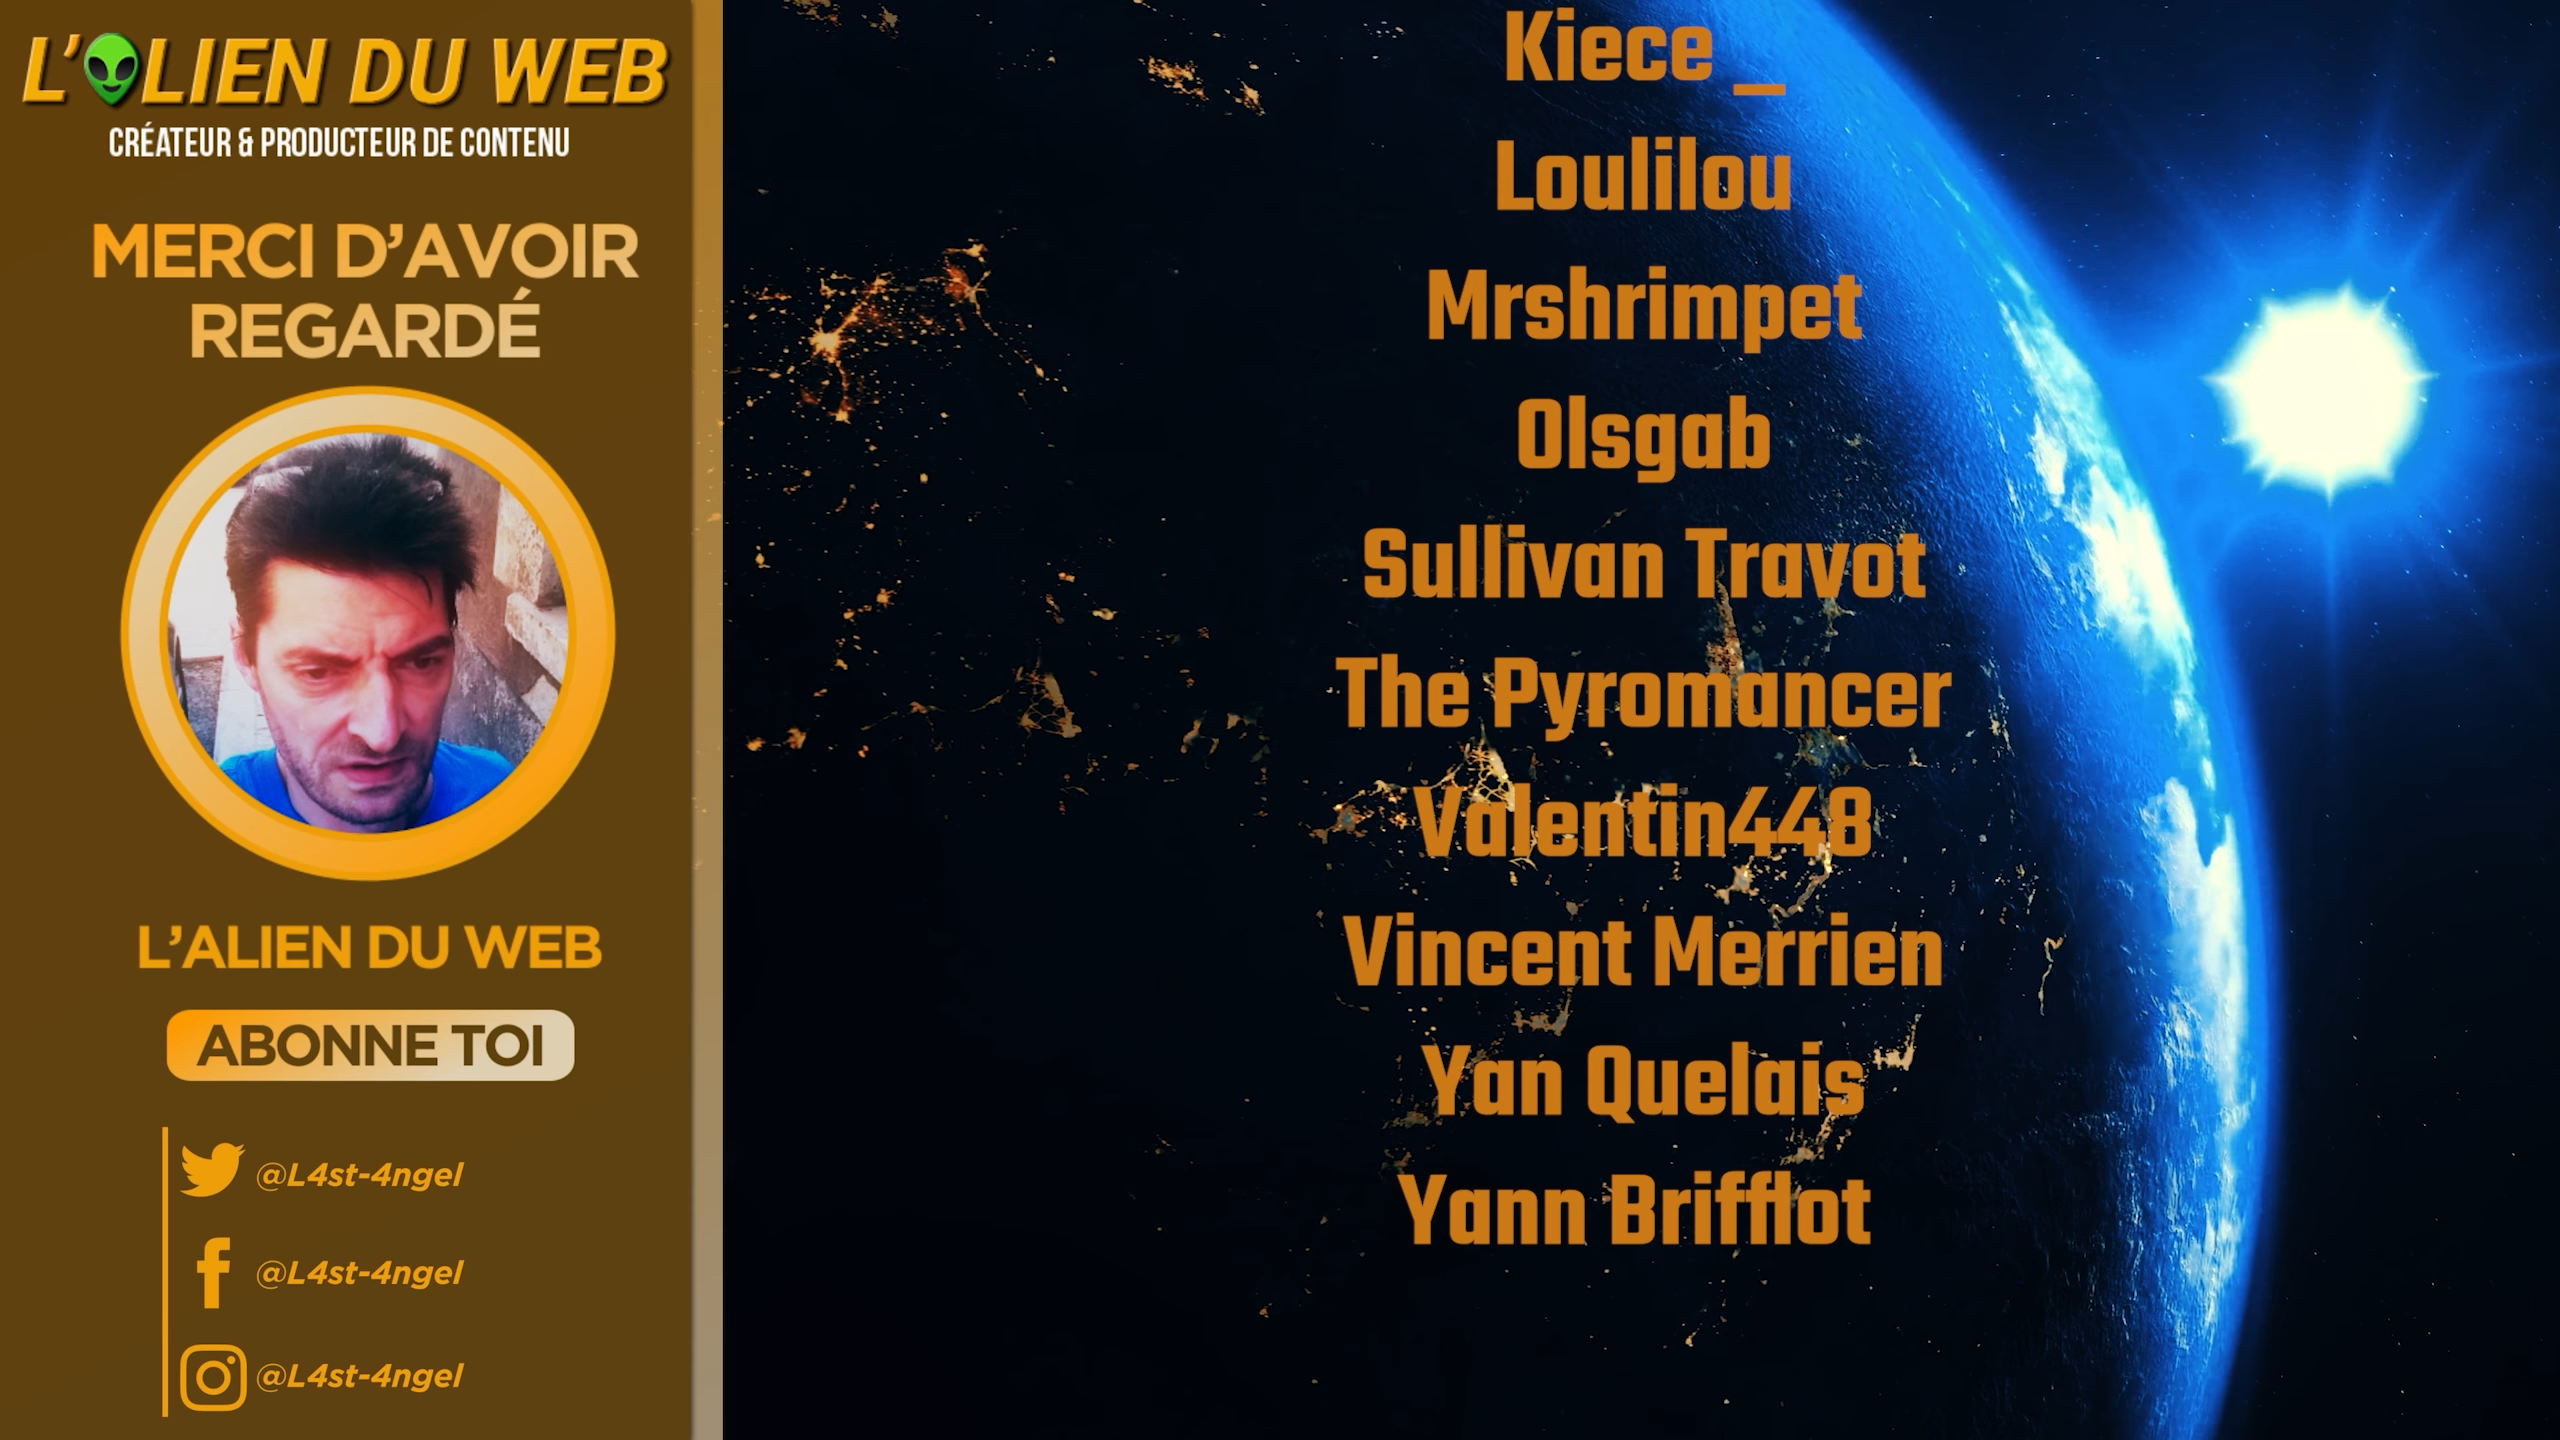 L'ALIEN DU WEB
CRÉATEUR & PRODUCTEUR DE CONTENU
MERCI D'AVOIR
REGARDÉ
L'ALIEN DU WEB
ABONNE TOI
@L4st-4ngel
@L4st-4ngel
@L4st-4ngel
Kiece _
Loulilou
Mrshrimpet
Olsgab
Sullivan Travot
The Pyromancer
Valentin448
Vincent Merrien
Yan Quelais
Yann Brifflot